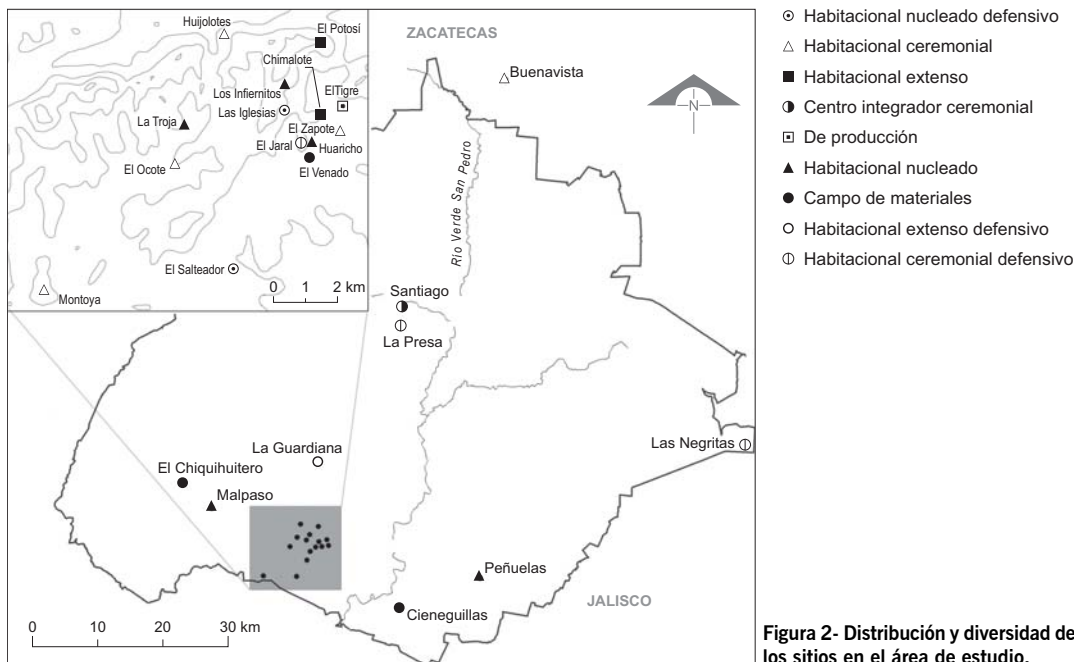 Huijolotes
El Potosí
Chimalote
Los Infiernitos
ElTigre
Las Iglesias
La Troja
El Zapote
El Jaral
Huaricho
El Ocote
El Venado
El Salteador
Montoya
0 1 2 km
ZACATECAS
Buenavista
N
Rio Verde San Pedro
Santiago
La Presa
Las Negritas
La Guardiana
El Chiquihuitero
Malpaso
Peñuelas
JALISCO
Cieneguillas
0 10 20 30 km
Habitacional nucleado defensivo
Habitacional ceremonial
Habitacional extenso
Centro integrador ceremonial
De producción
Habitacional nucleado
Campo de materiales
Habitacional extenso defensivo
Habitacional ceremonial defensivo
Figura 2- Distribución y diversidad de
los sitios en el área de estudio.